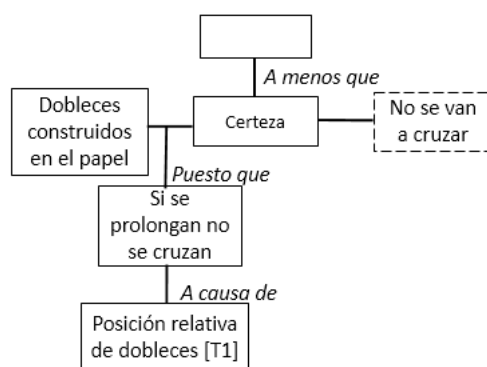 A menos que
Dobleces
construidos
en el papel
Certeza
No se van
a cruzar
Puesto que
Si se
prolongan no
se cruzan
A causa de
Posición relativa
de dobleces [T1]